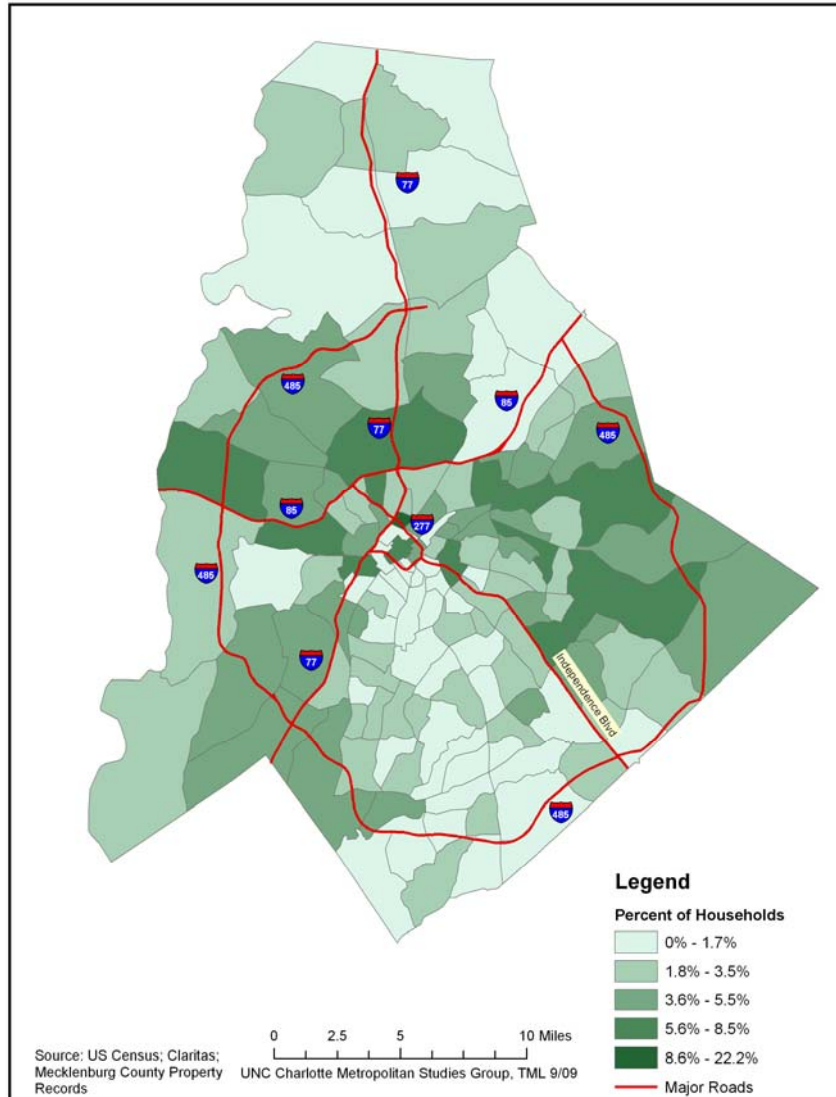 77
485
85
485
77
85
277
485
77
Independence Blvd
485
Legend
Percent of Households
0% - 1.7%
1.8% - 3.5%
3.6% - 5.5%
5.6% - 8.5%
8.6% - 22.2%
Major Roads
0 2.5 5 10 Miles
Source: US Census; Claritas;
Mecklenburg County Property
Records
UNC Charlotte Metropolitan Studies Group, TML 9/09